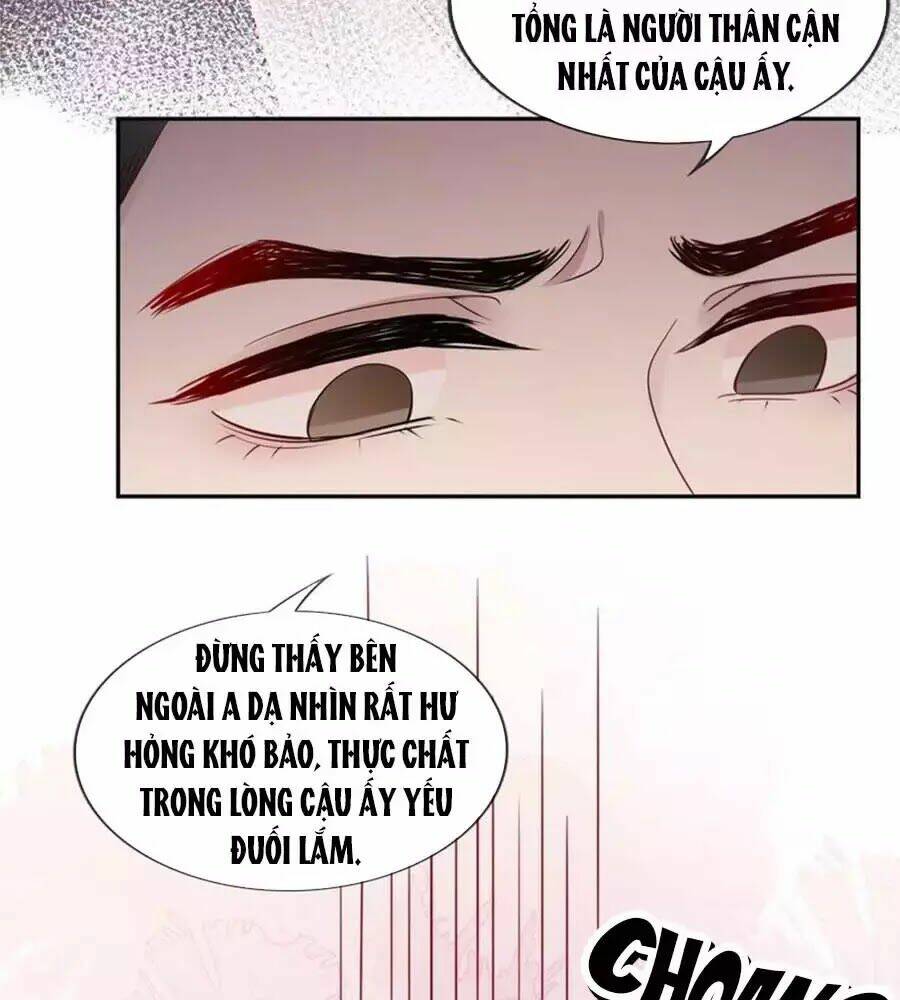 TỔNG LÀ NGƯỜI THÂN CẬN
NHẤT CỦA CẬU ẤY.
ĐỪNG THẤY BÊN
NGOÀI A DẠ NHÌN RẤT HƯ
HỎNG KHÓ BẢO, THỰC CHẤT
TRONG LÒNG CẬU ẤY YẾU
ĐUỐI LẮM.
CHOANG